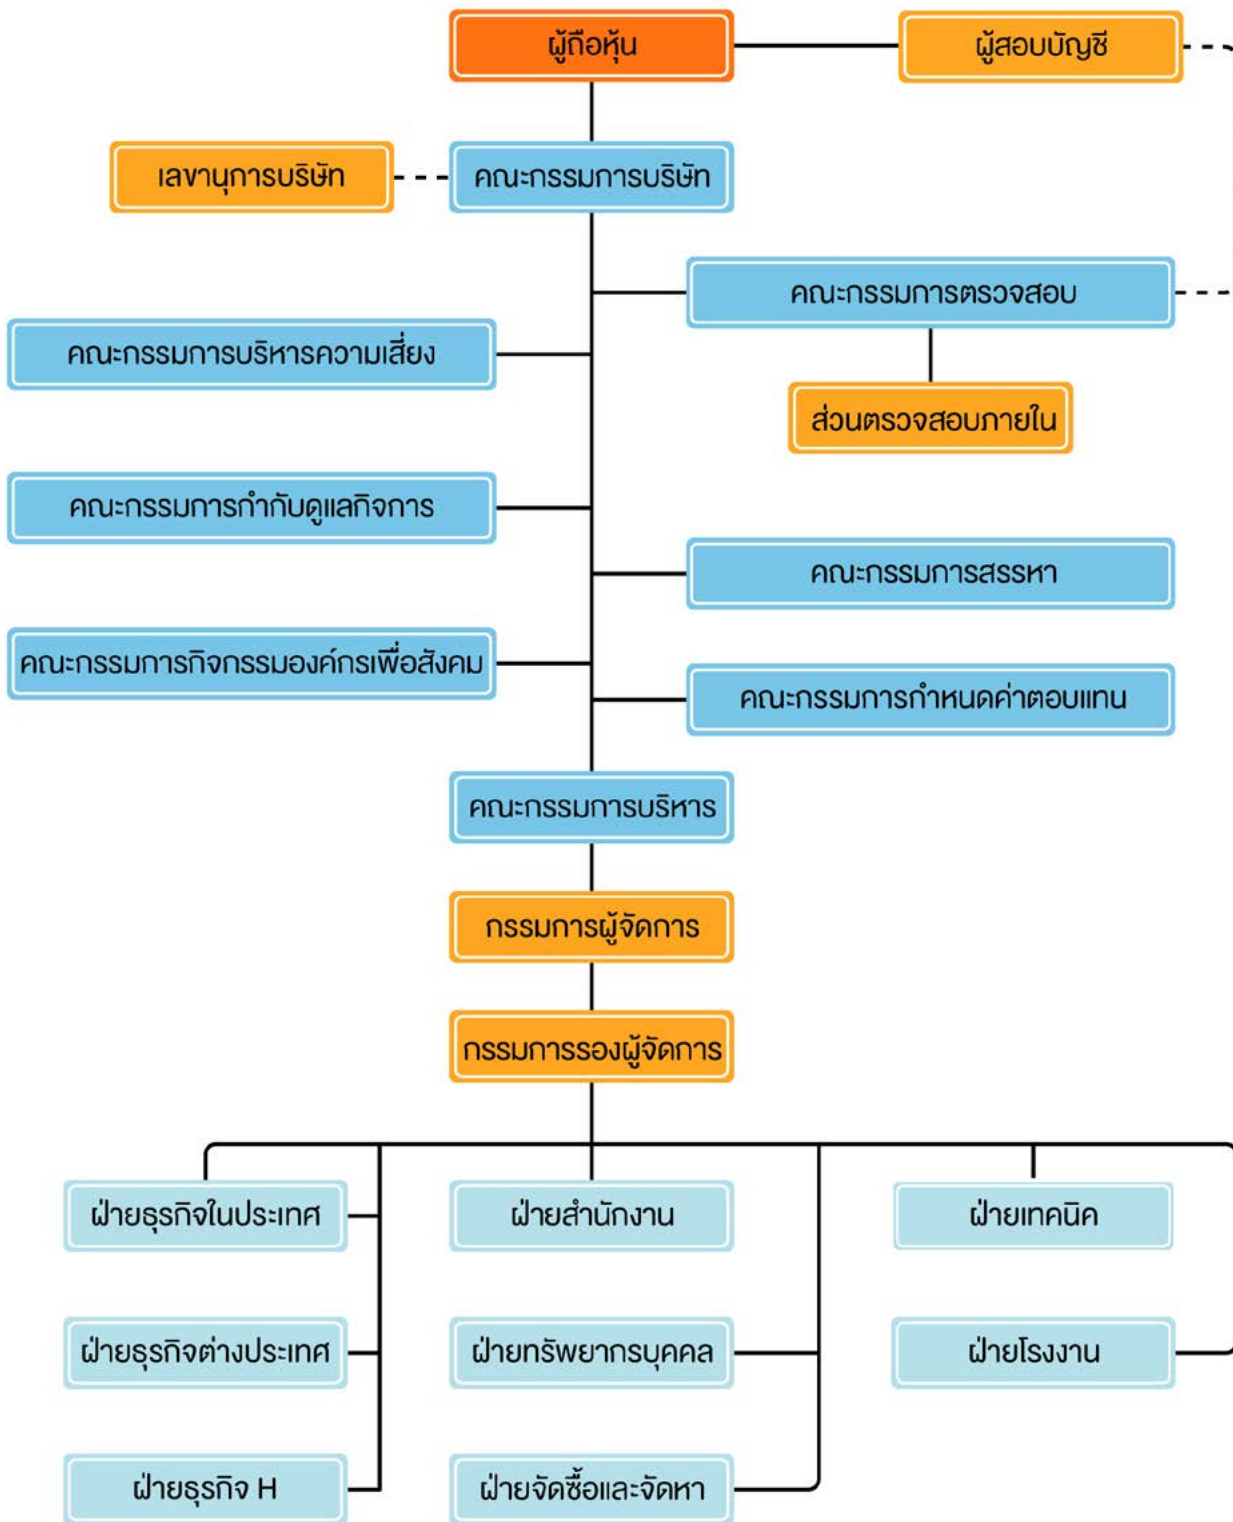 ผู้ถือหุ้น
ผู้สอบบัญชี
เลขานุการบริษัท
คณะกรรมการบริษัท
คณะกรรมการตรวจสอบ
คณะกรรมการบริหารความเสี่ยง
ส่วนตรวจสอบภายใน
คณะกรรมการกำกับดูแลกิจการ
คณะกรรมการสรรหา
คณะกรรมการกิจกรรมองค์กรเพื่อสังคม
คณะกรรมการกำหนดค่าตอบแทน
คณะกรรมการบริหาร
กรรมการผู้จัดการ
กรรมการรองผู้จัดการ
ฝ่ายธุรกิจในประเทศ
ฝ่ายสำนักงาน
ฝ่ายเทคนิค
ฝ่ายธุรกิจต่างประเทศ
ฝ่ายทรัพยากรบุคคล
ฝ่ายโรงงาน
ฝ่ายธุรกิจ H
ฝ่ายจัดซื้อและจัดหา